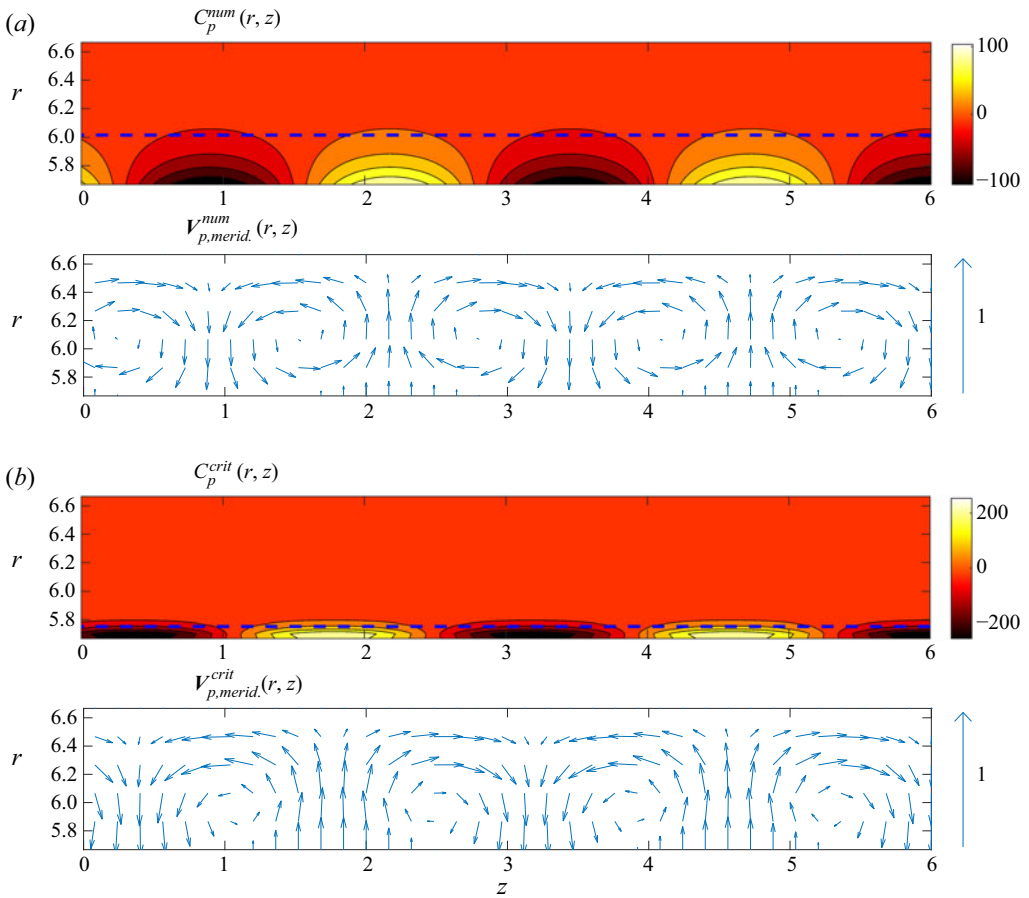 (a) C_p^{num}(r, z)
6.6
6.4
r
6.0
5.8
0 1 2 3 4 5 6
100
0
−100
V_{p,merid.}^{num}(r, z)
6.6
6.4
r 6.2
6.0
5.8
0 1 2 3 4 5 6
1
(b) C_p^{crit}(r, z)
6.6
6.4
r 6.2
6.0
5.8
0 1 2 3 4 5 6
200
0
−200
V_{p,merid.}^{crit}(r, z)
6.6
6.4
r
6.2
6.0
5.8
0 1 2 3 4 5 6
z
1